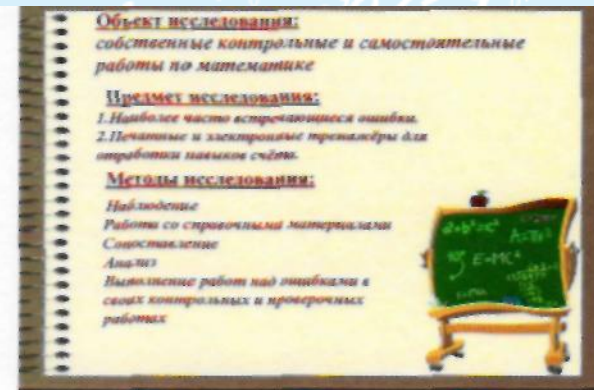 Объект исследования:
собственные контрольные и самостоятельные
работы по математике
Предмет исследования:
1.Наиболее часто встречающиеся ошибки.
2.Печатные и электронные тренажёры для
отработки навыков счёта.
Методы исследования:
Наблюдение
Работа со справочными материалами
Сопоставление
Анализ
Выполнение работ над ошибками в
своих контрольных и проверочных
работах
E=MC²